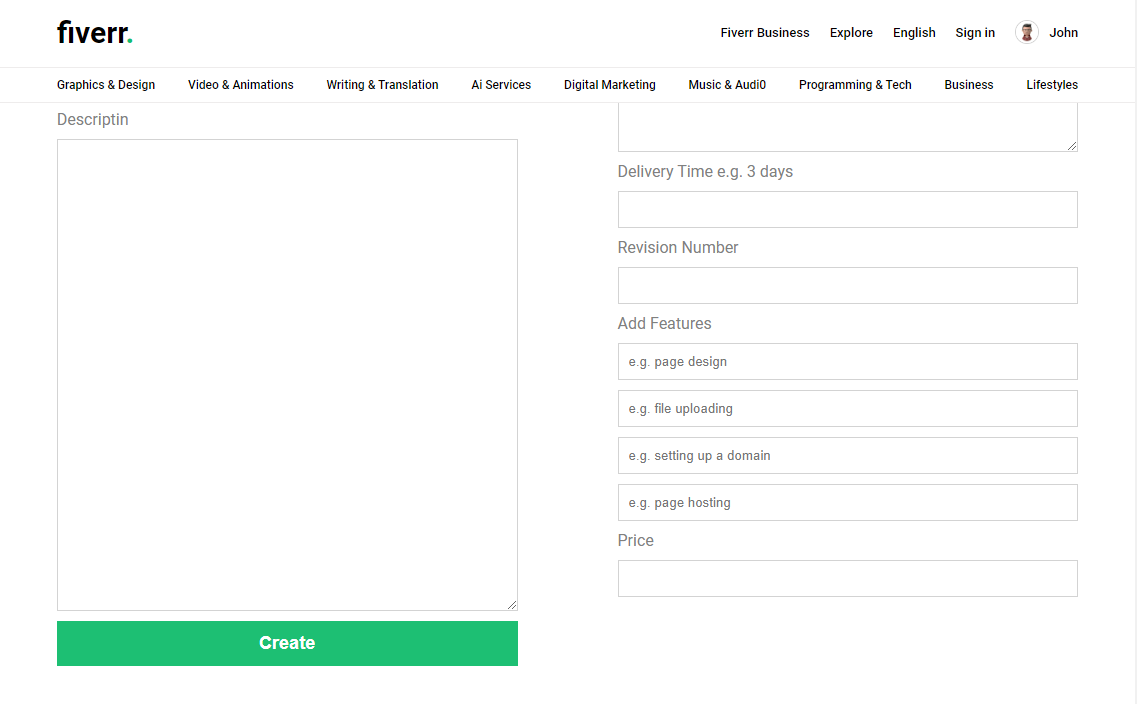 fiverr.
Fiverr Business Explore English Sign in John
Graphics & Design Video & Animations Writing & Translation Ai Services Digital Marketing Music & Audi0 Programming & Tech Business Lifestyles
Descriptin
Create
Delivery Time e.g. 3 days
Revision Number
Add Features
e.g. page design
e.g. file uploading
e.g. setting up a domain
e.g. page hosting
Price